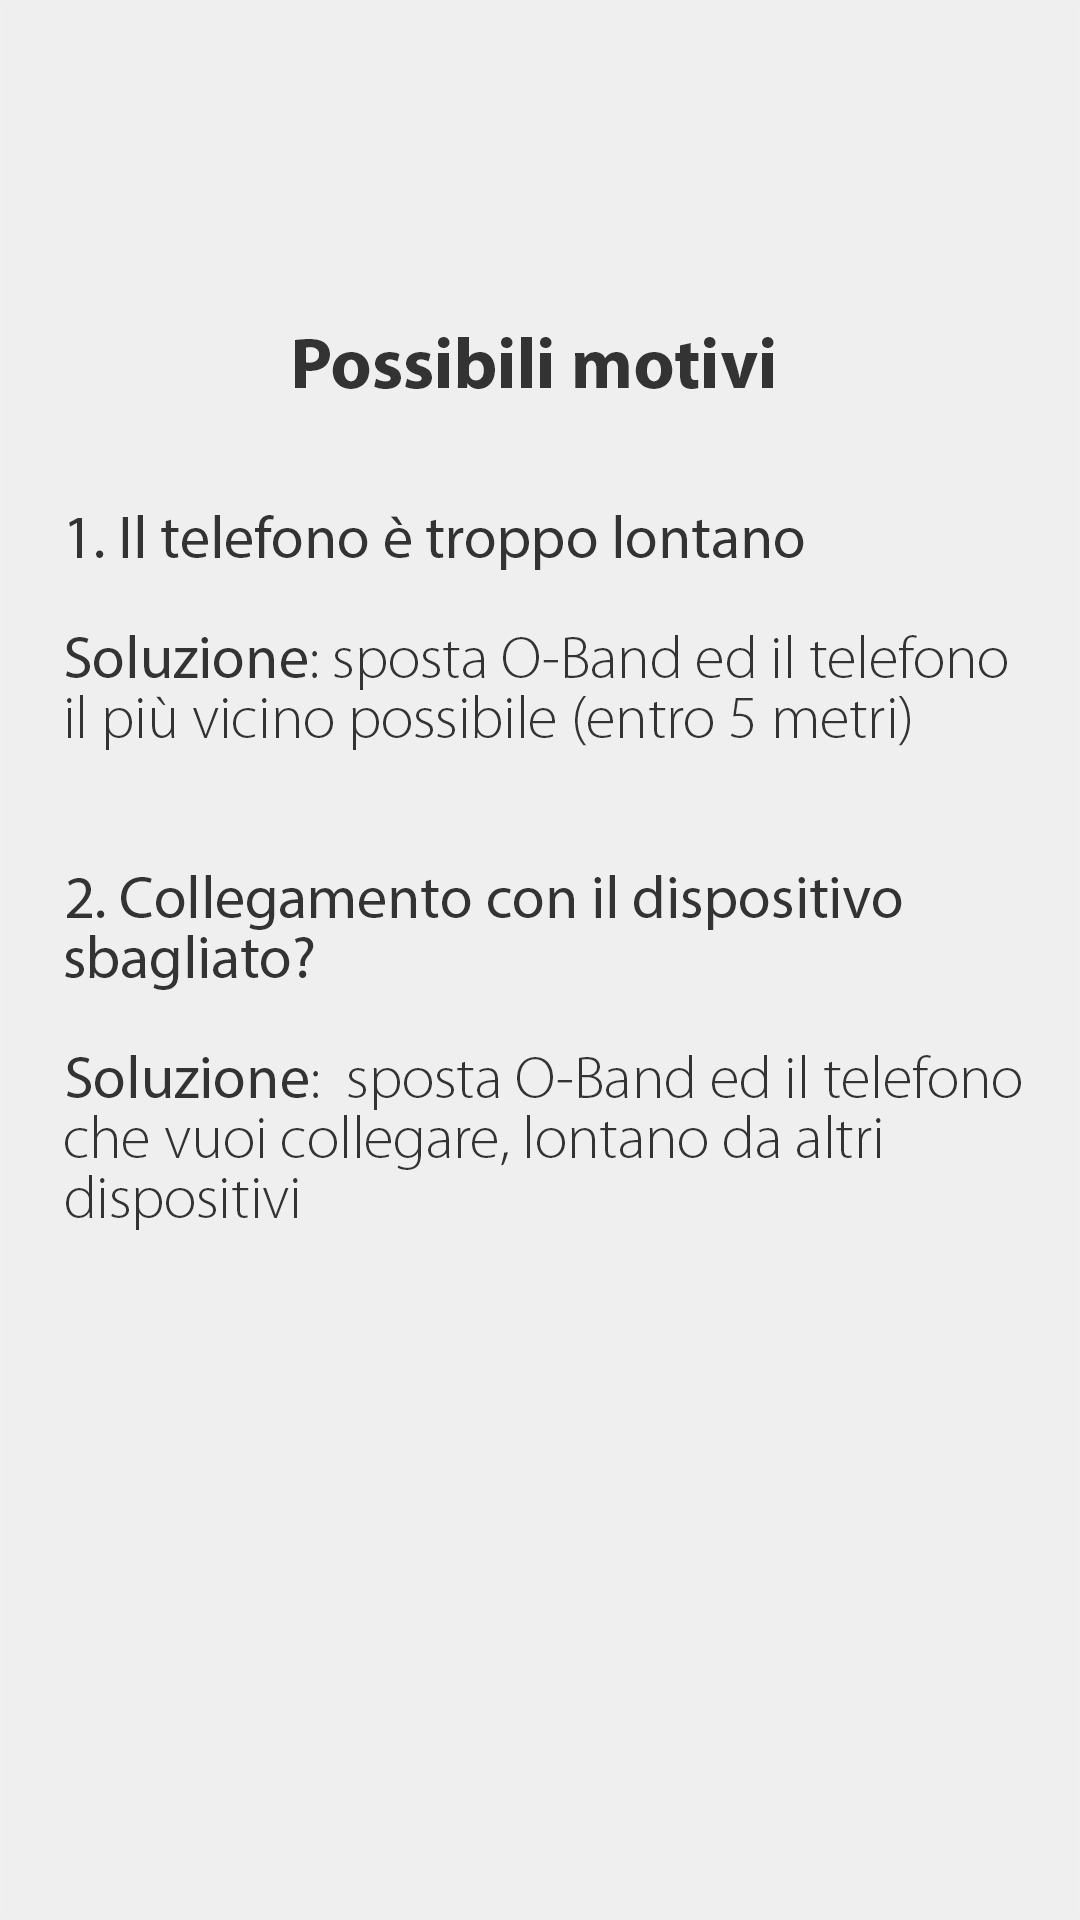 Possibili motivi
1. Il telefono è troppo lontano
Soluzione: sposta O-Band ed il telefono
il più vicino possibile (entro 5 metri)
2. Collegamento con il dispositivo
sbagliato?
Soluzione:  sposta O-Band ed il telefono
che vuoi collegare, lontano da altri
dispositivi